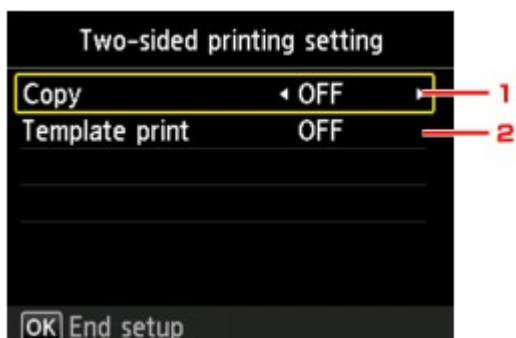 Two-sided printing setting
Copy OFF 1
Template print OFF 2
OK End setup